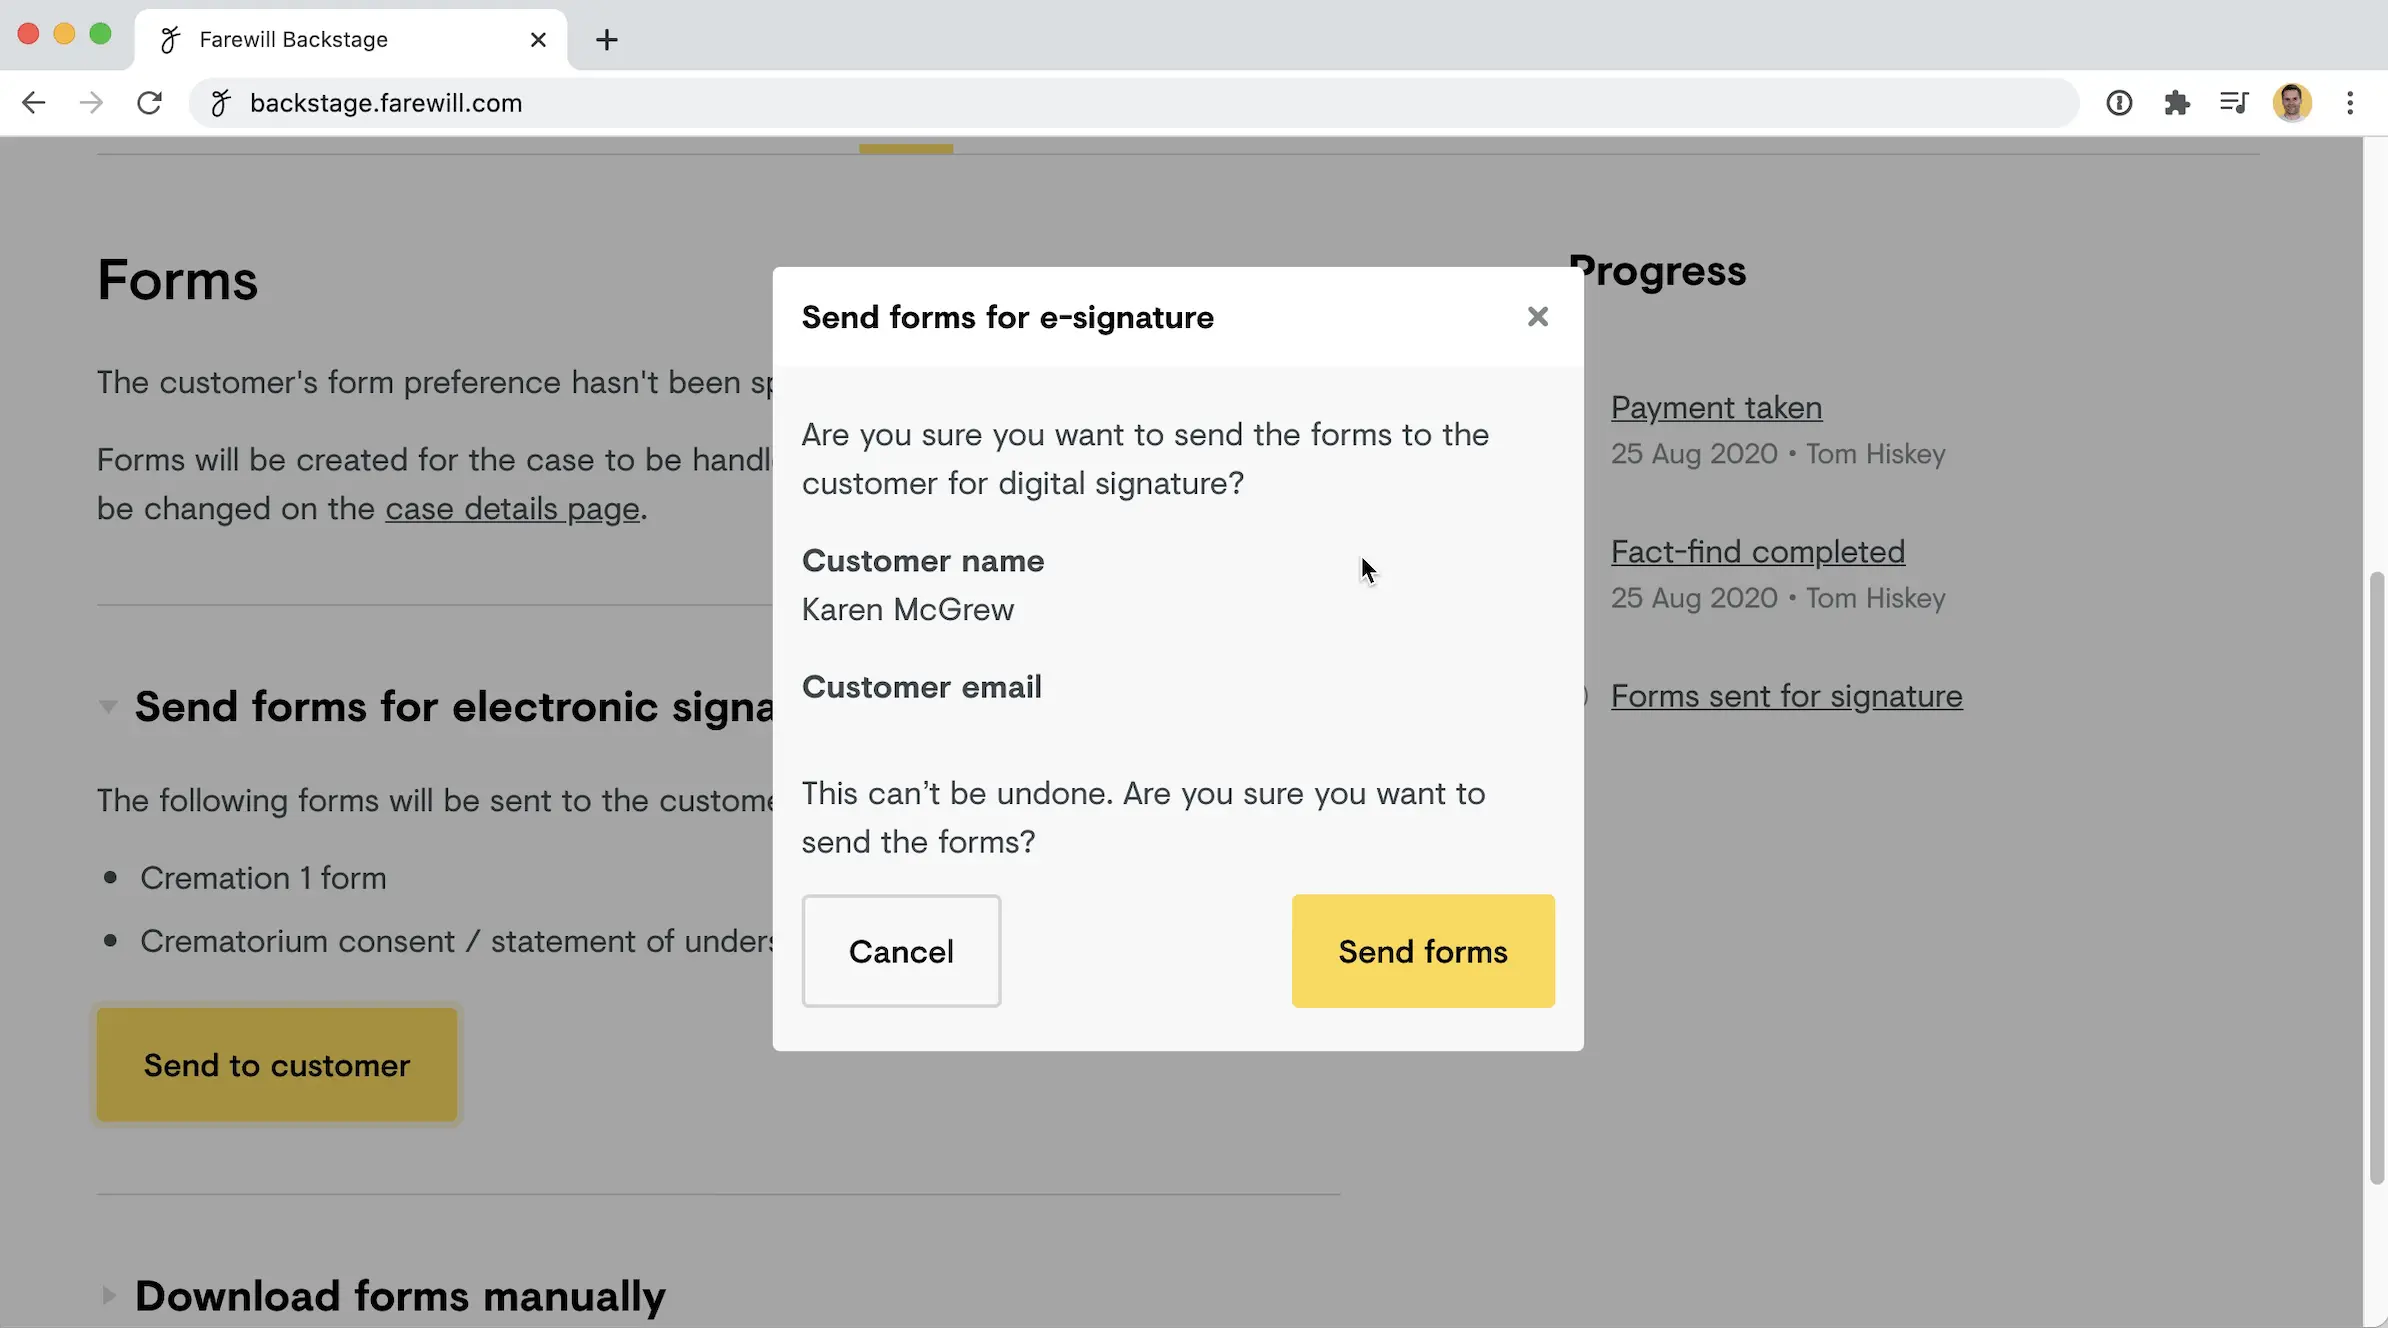 Farewill Backstage
backstage.farewill.com
Forms
The customer's form preference hasn't been
Forms will be created for the case to be
be changed on the case details page.
Send forms for electronic
The following forms will be sent to the
Cremation 1 form
Crematorium consent / statement of
Send to customer
Download forms manually
Send forms for e-signature
Are you sure you want to send the forms to the
customer for digital signature?
Customer name
Karen McGrew
Customer email
This can’t be undone. Are you sure you want to
send the forms?
Cancel
Send forms
Progress
Payment taken
25 Aug 2020 • Tom Hiskey
Fact-find completed
25 Aug 2020 • Tom Hiskey
Forms sent for signature